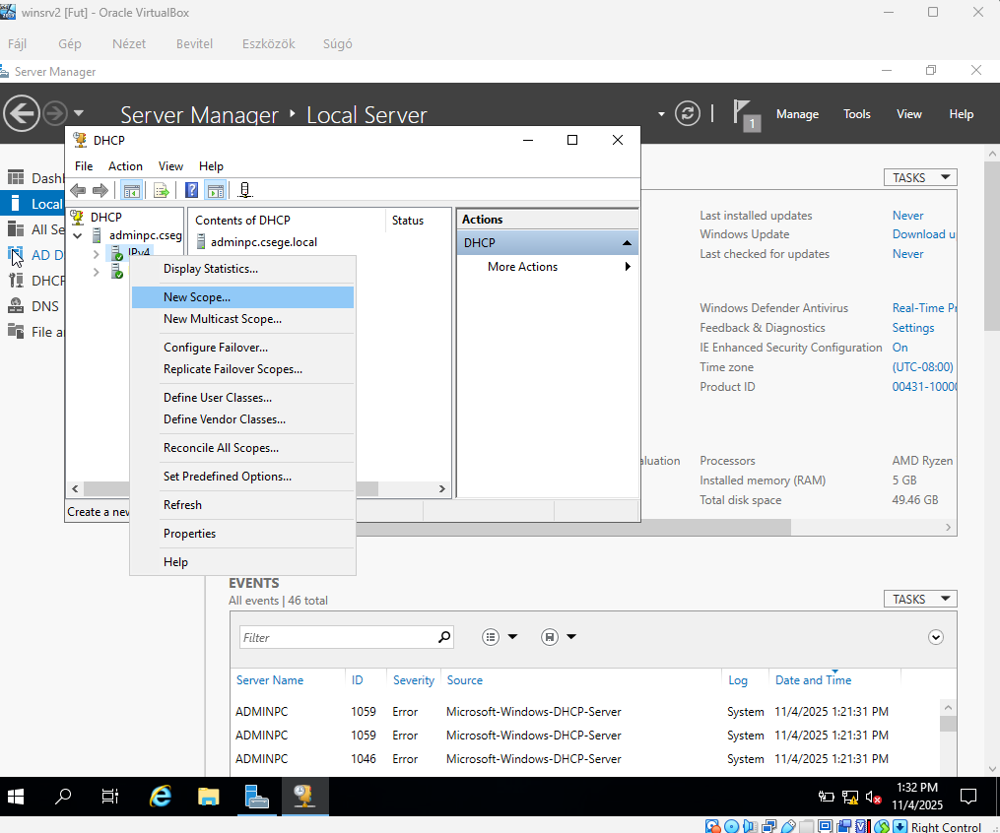 winsrv2 [Fut] - Oracle VirtualBox
Fájl Gép Nézet Bevitel Eszközök Súgó
Server Manager
Server Manager Local Server
1 Manage Tools View Help
DHCP
File Action View Help
DHCP
adminpc.cseg
IPv4
Contents of DHCP Status
adminpc.csege.local
Actions
DHCP
More Actions
Create a new
Display Statistics...
New Scope...
New Multicast Scope...
Configure Failover...
Replicate Failover Scopes...
Define User Classes...
Define Vendor Classes...
Reconcile All Scopes...
Set Predefined Options...
Refresh
Properties
Help
Dash
Local
All Se
AD D
DHCP
DNS
File a
TASKS
Last installed updates Never
Windows Update Download u
Last checked for updates Never
Windows Defender Antivirus Real-Time Pr
Feedback & Diagnostics Settings
IE Enhanced Security Configuration On
Time zone (UTC-08:00)
Product ID 00431-1000
aluation Processors AMD Ryzen
Installed memory (RAM) 5 GB
Total disk space 49.46 GB
EVENTS
All events | 46 total TASKS
Filter
Server Name ID Severity Source Log Date and Time
ADMINPC 1059 Error Microsoft-Windows-DHCP-Server System 11/4/2025 1:21:31 PM
ADMINPC 1059 Error Microsoft-Windows-DHCP-Server System 11/4/2025 1:21:31 PM
ADMINPC 1046 Error Microsoft-Windows-DHCP-Server System 11/4/2025 1:21:31 PM
1:32 PM
11/4/2025
Right Control